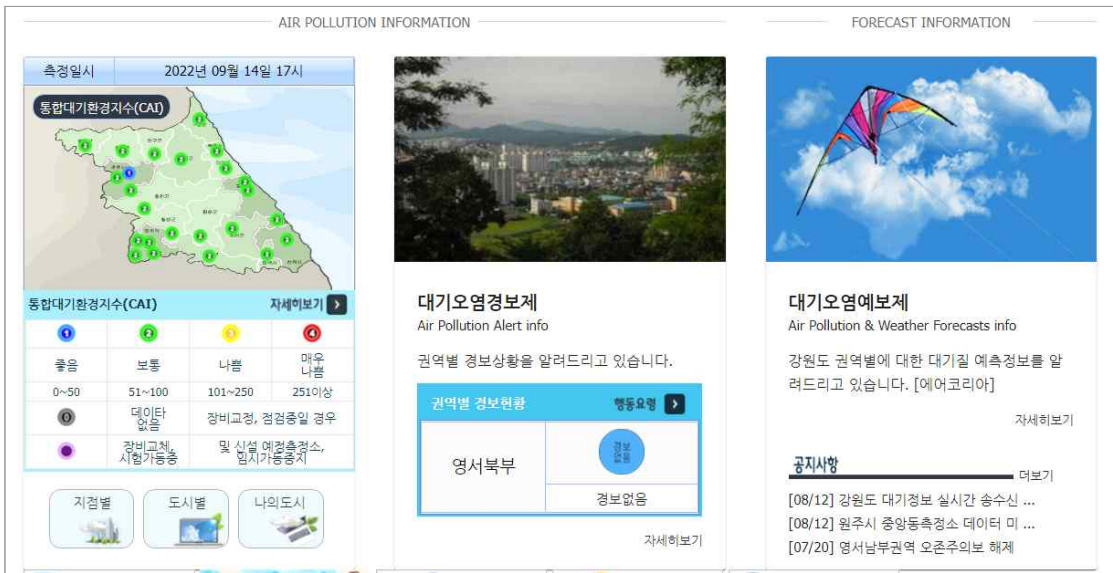 AIR POLLUTION INFORMATION
FORECAST INFORMATION
측정일시
2022년 09월 14일 17시
통합대기환경지수(CAI)
통합대기환경지수(CAI)
자세히보기
1
2
3
4
좋음
보통
나쁨
매우
나쁨
0~50
51~100
101~250
251이상
0
데이타
없음
장비교정, 점검중일 경우
장비교체,
시험가동중
및 신설 예정측정소,
임시가동중지
지점별
도시별
나의도시
대기오염경보제
Air Pollution Alert info
권역별 경보상황을 알려드리고 있습니다.
권역별 경보현황
행동요령
영서북부
경보
없음
경보없음
자세히보기
대기오염예보제
Air Pollution & Weather Forecasts info
강원도 권역별에 대한 대기질 예측정보를 알
려드리고 있습니다. [에어코리아]
자세히보기
공지사항
더보기
[08/12] 강원도 대기정보 실시간 송수신 ...
[08/12] 원주시 중앙동측정소 데이터 미 ...
[07/20] 영서남부권역 오존주의보 해제